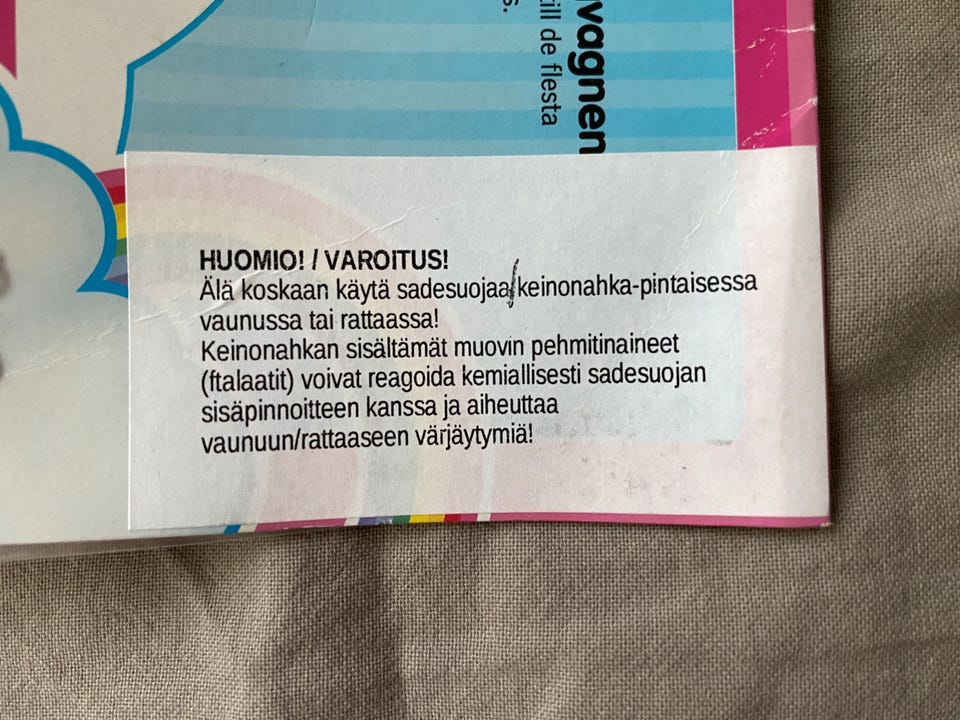 vagnen
till de flesta
s.
HUOMIO! / VAROITUS!
Älä koskaan käytä sadesuojaa/keinonahka-pintaisessa
vaunussa tai rattaassa!
Keinonahkan sisältämät muovin pehmitinaineet
(ftalaatit) voivat reagoida kemiallisesti sadesuojan
sisäpinnoitteen kanssa ja aiheuttaa
vaunuun/rattaaseen värjäytymiä!